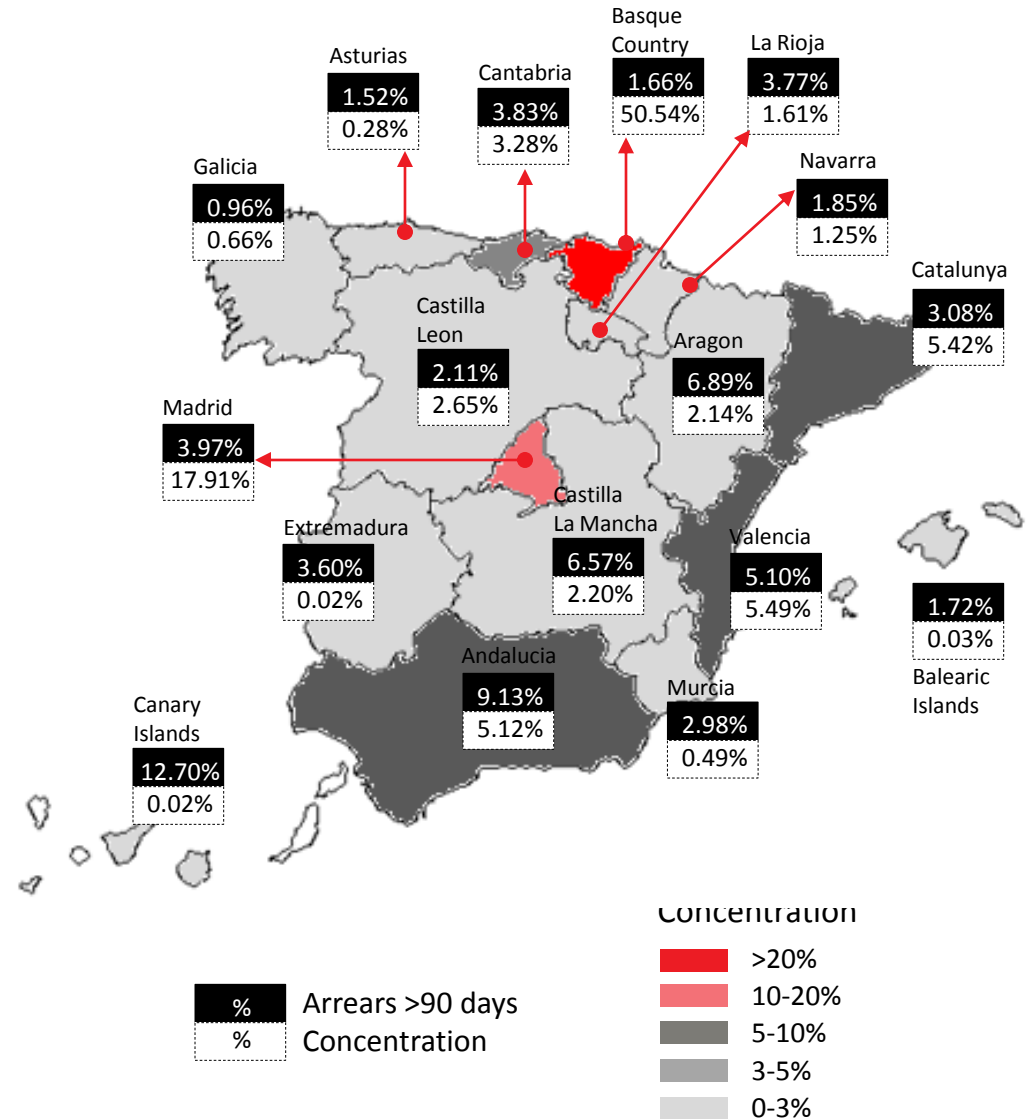 Basque
Country
1.66%
50.54%
La Rioja
3.77%
1.61%
Asturias
1.52%
0.28%
Cantabria
3.83%
3.28%
Navarra
1.85%
1.25%
Galicia
0.96%
0.66%
Catalunya
3.08%
5.42%
Castilla
Leon
2.11%
2.65%
Aragon
6.89%
2.14%
Madrid
3.97%
17.91%
Castilla
La Mancha
6.57%
2.20%
Extremadura
3.60%
0.02%
Valencia
5.10%
5.49%
1.72%
0.03%
Balearic
Islands
Andalucia
9.13%
5.12%
Murcia
2.98%
0.49%
Canary
Islands
12.70%
0.02%
% Arrears >90 days
% Concentration
Concentration
>20%
10-20%
5-10%
3-5%
0-3%